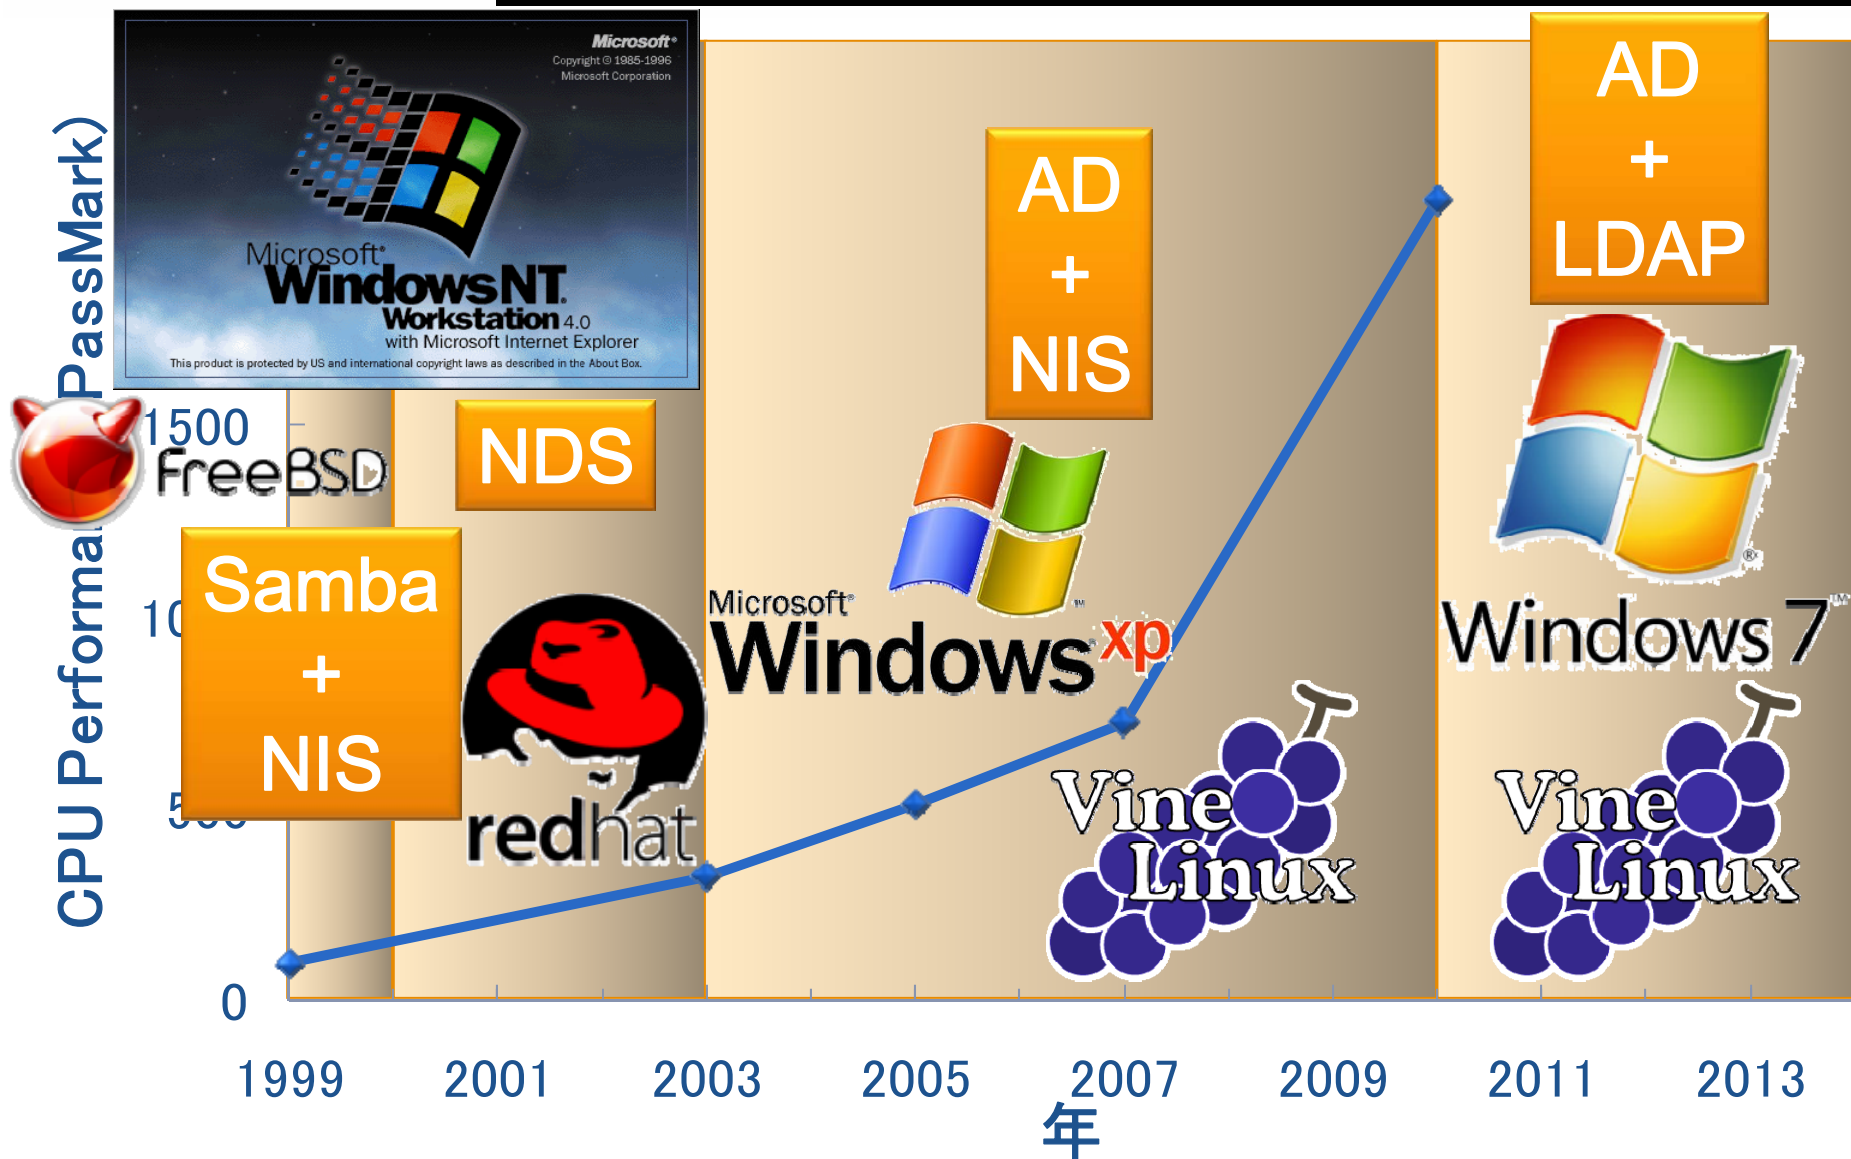 Microsoft®
Copyright © 1985-1996
Microsoft Corporation
Microsoft®
Windows NT®
Workstation 4.0
with Microsoft Internet Explorer
This product is protected by US and international copyright laws as described in the About Box.
PassMark)
CPU Performa
1500
FreeBSD
NDS
Samba
+
NIS
redhat
AD
+
NIS
Microsoft®
Windows xp
Vine
Linux
AD
+
LDAP
Windows 7
Vine
Linux
0
1999
2001
2003
2005
2007
2009
2011
2013
年